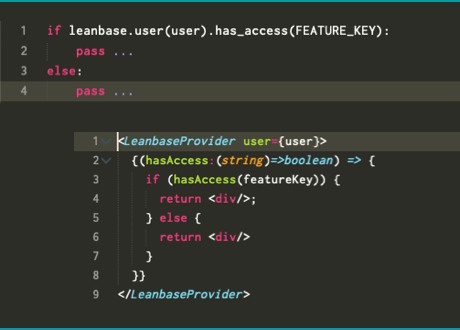 1 if leanbase.user(user).has_access(FEATURE_KEY):
2 pass ...
3 else:
4 pass ...
1 <LeanbaseProvider user={user}>
2 {(hasAccess:(string)=>boolean) => {
3 if (hasAccess(featureKey)) {
4 return <div/>;
5 } else {
6 return <div/>
7 }
8 }}
9 </LeanbaseProvider>